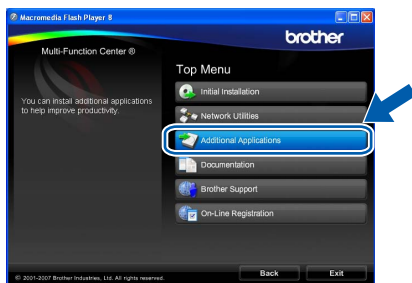 Macromedia Flash Player 8
brother
Multi-Function Center ®
Top Menu
You can install additional applications
to help improve productivity.
Initial Installation
Network Utilities
Additional Applications
Documentation
Brother Support
On-Line Registration
© 2001-2007 Brother Industries, Ltd. All rights reserved.
Back
Exit